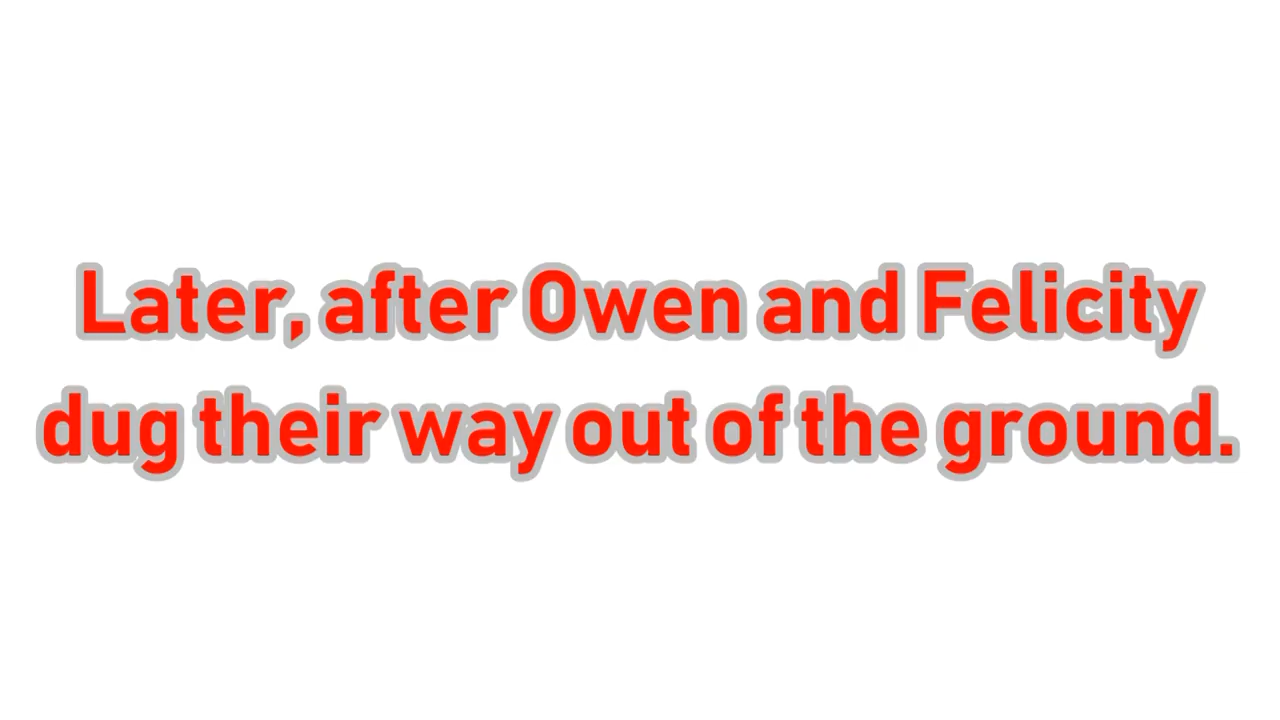 Later, after Owen and Felicity
dug their way out of the ground.